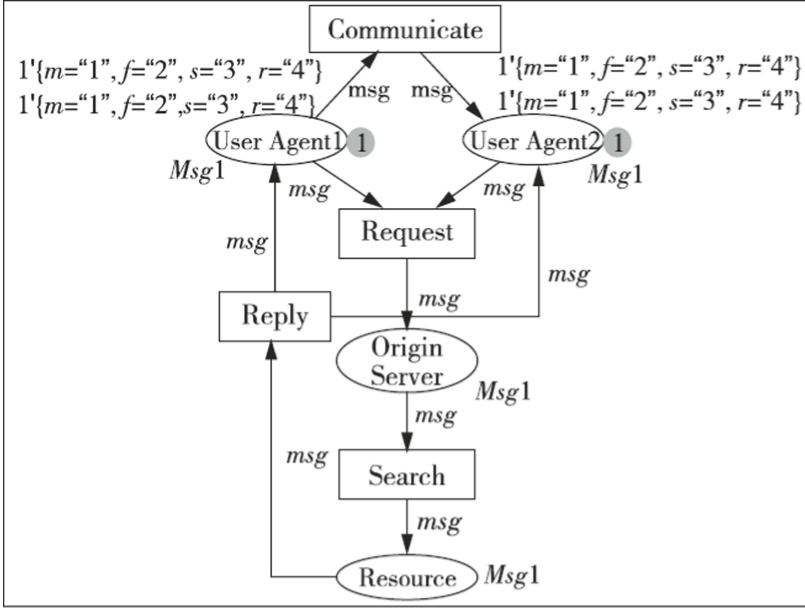 Communicate
1'{m=“1”, f=“2”, s=“3”, r=“4”}
1'{m=“1”, f=“2”, s=“3”, r=“4”}
msg
msg
1'{m=“1”, f=“2”,s=“3”, r=“4”}
1'{m=“1”, f=“2”, s=“3”, r=“4”}
User Agent1
1
User Agent2
1
Msg1
msg
msg
Msg1
Request
msg
msg
msg
Reply
Origin
Server
Msg1
msg
msg
Search
msg
Resource
Msg1